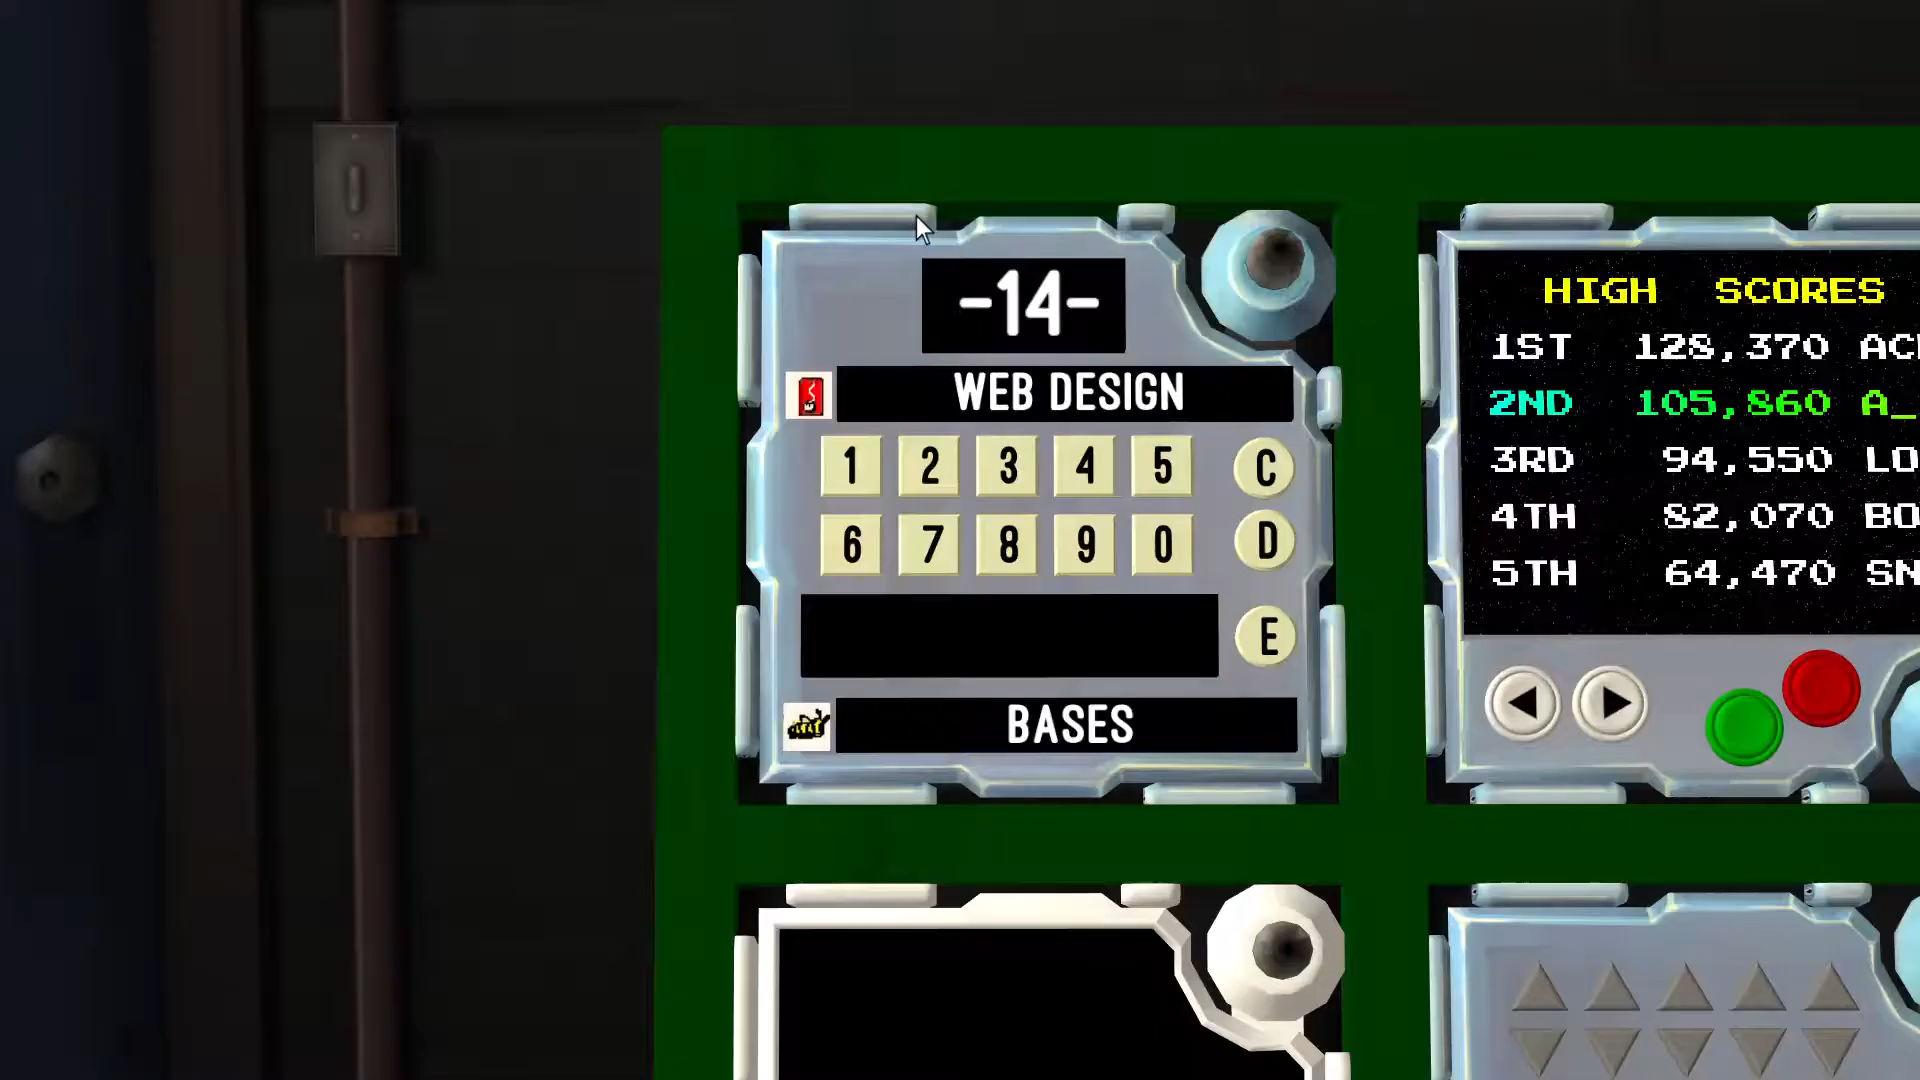 -14-
WEB DESIGN
1 2 3 4 5 C
6 7 8 9 0 D
E
BASES
HIGH SCORES
1ST 128,370
2ND 105,860 A_
3RD 94,550
4TH 82,070
5TH 64,470